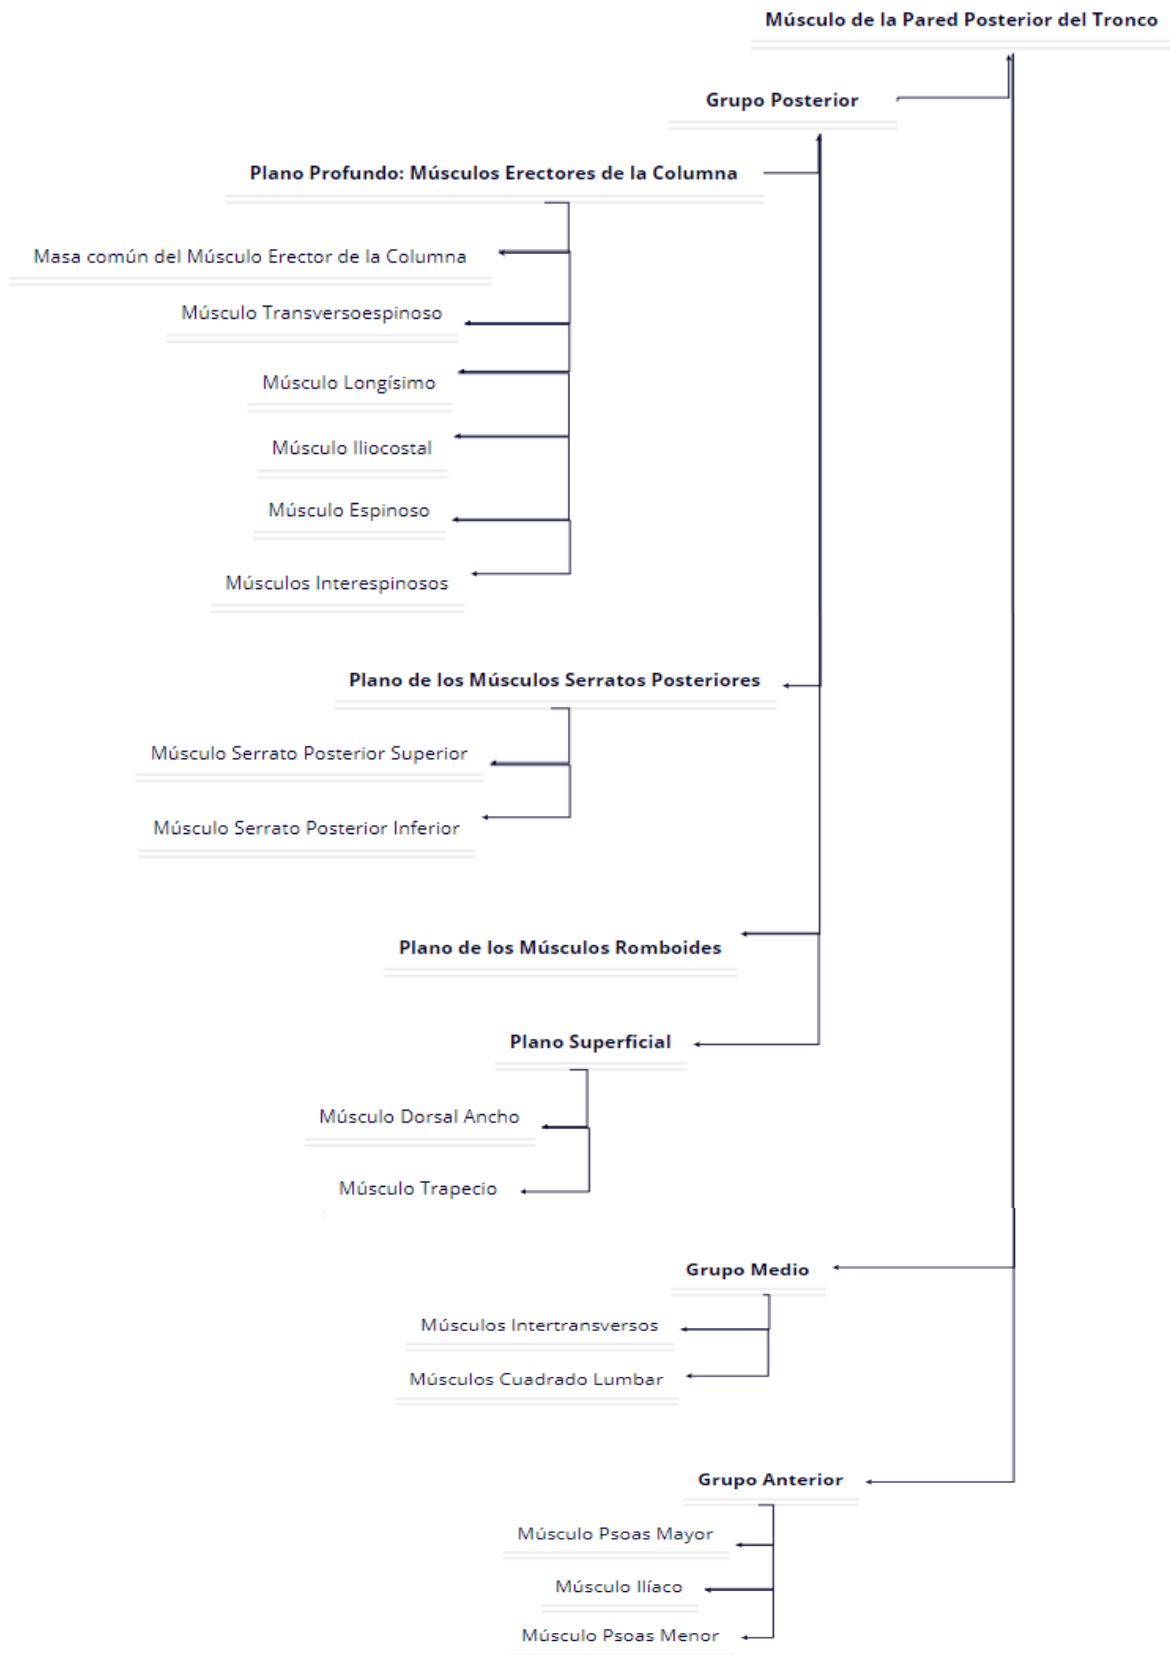 Músculo de la Pared Posterior del Tronco
Grupo Posterior
Plano Profundo: Músculos Erectores de la Columna
Masa común del Músculo Erector de la Columna
Músculo Transversoespinoso
Músculo Longísimo
Músculo Iliocostal
Músculo Espinoso
Músculos Interespinosos
Plano de los Músculos Serratos Posteriores
Músculo Serrato Posterior Superior
Músculo Serrato Posterior Inferior
Plano de los Músculos Romboides
Plano Superficial
Músculo Dorsal Ancho
Músculo Trapecio
Grupo Medio
Músculos Intertransversos
Músculos Cuadrado Lumbar
Grupo Anterior
Músculo Psoas Mayor
Músculo Ilíaco
Músculo Psoas Menor